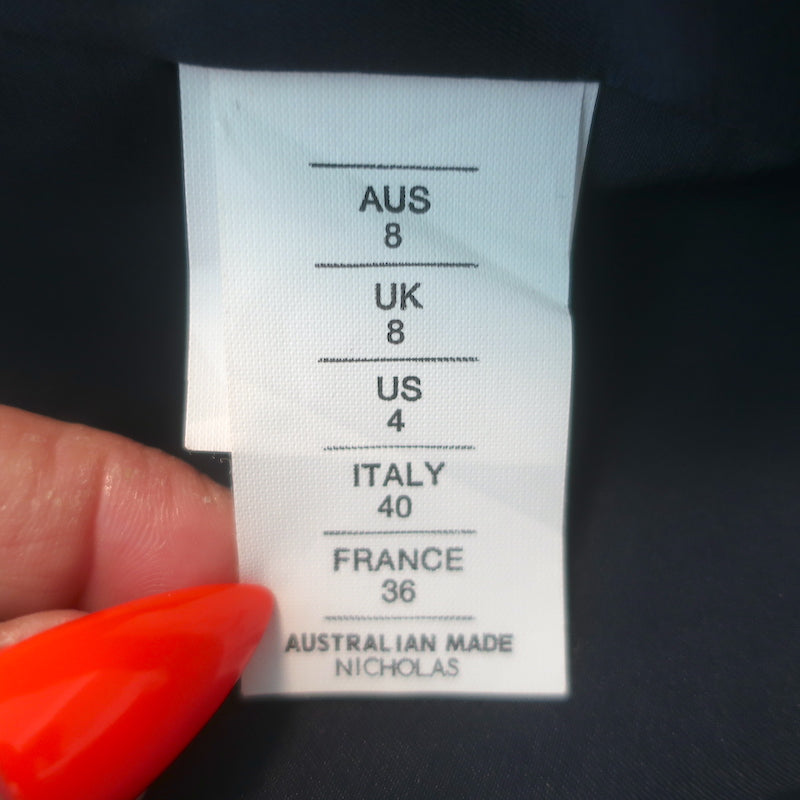 AUS
8
UK
8
US
4
ITALY
40
FRANCE
36
AUSTRALIAN MADE
NICHOLAS